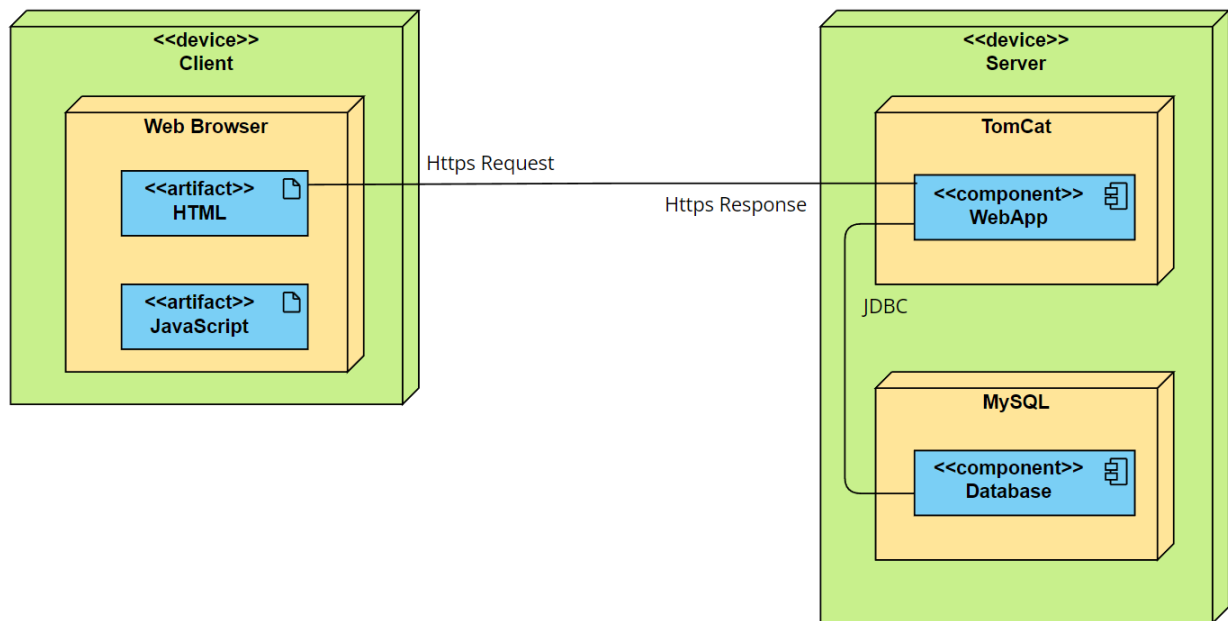 <<device>>
Client
Web Browser
<<artifact>>
HTML
<<artifact>>
JavaScript
Https Request
Https Response
<<device>>
Server
TomCat
<<component>>
WebApp
JDBC
MySQL
<<component>>
Database